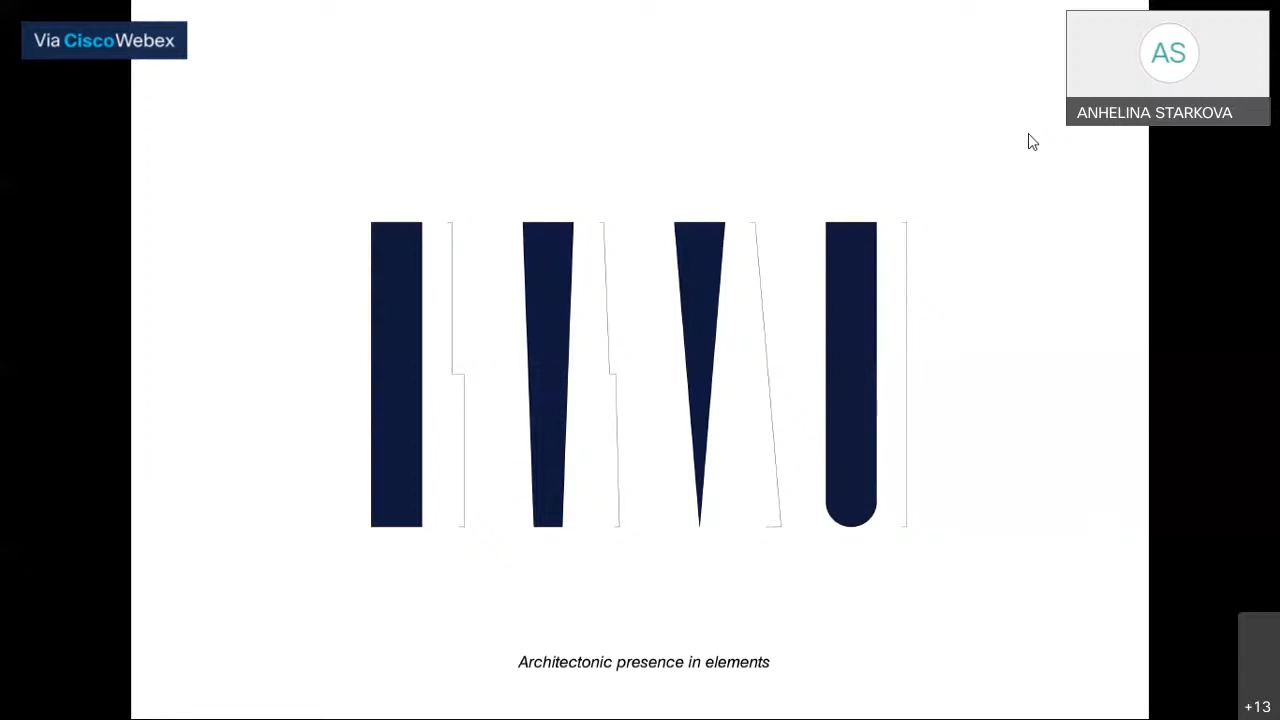 Via CiscoWebex
AS
ANHELINA STARKOVA
Architectonic presence in elements
+13